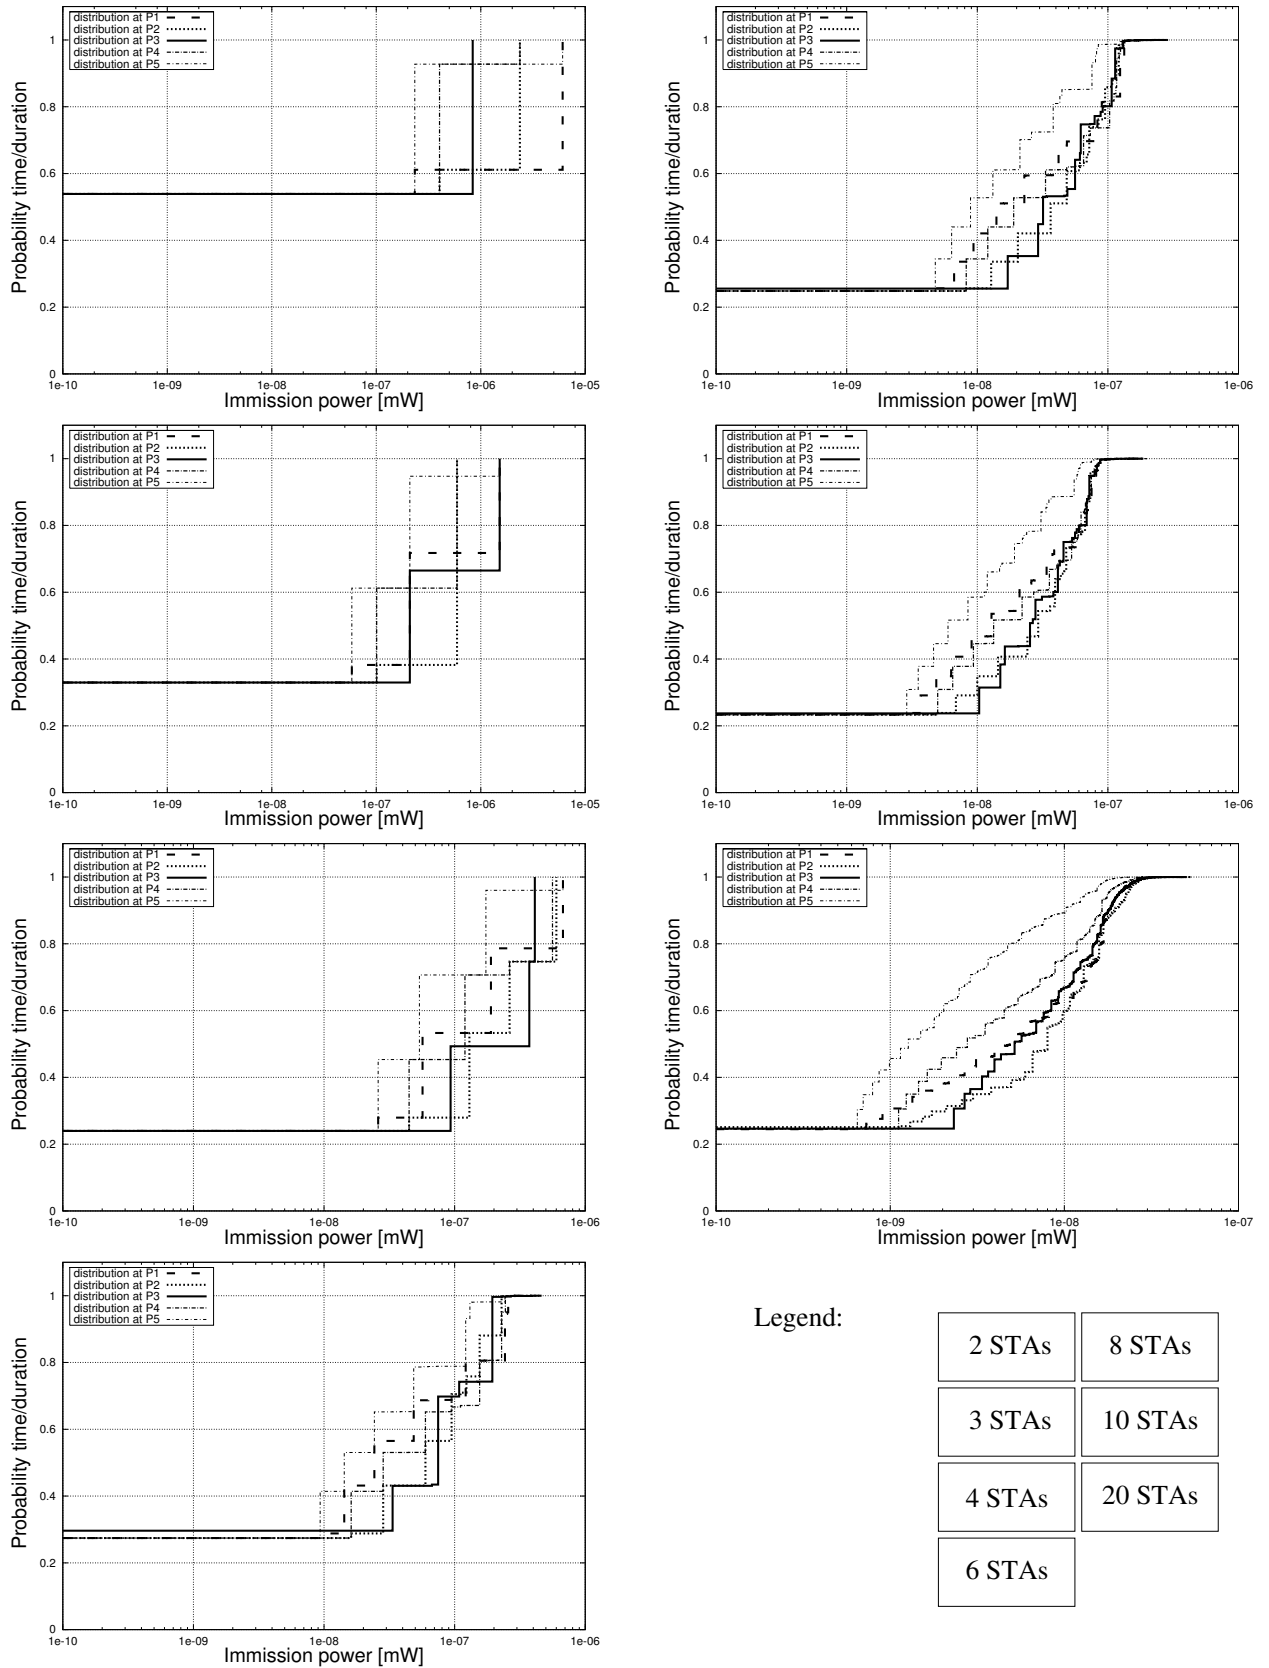 distribution at P1
distribution at P2
distribution at P3
distribution at P4
distribution at P5
1
0.8
0.6
0.4
0.2
0
Probability time/duration
1e-10 1e-09 1e-08 1e-07 1e-06 1e-05
Immission power [mW]
distribution at P1
distribution at P2
distribution at P3
distribution at P4
distribution at P5
1
0.8
0.6
0.4
0.2
0
Probability time/duration
1e-10 1e-09 1e-08 1e-07 1e-06
Immission power [mW]
distribution at P1
distribution at P2
distribution at P3
distribution at P4
distribution at P5
1
0.8
0.6
0.4
0.2
0
Probability time/duration
1e-10 1e-09 1e-08 1e-07 1e-06 1e-05
Immission power [mW]
distribution at P1
distribution at P2
distribution at P3
distribution at P4
distribution at P5
1
0.8
0.6
0.4
0.2
0
Probability time/duration
1e-10 1e-09 1e-08 1e-07 1e-06
Immission power [mW]
distribution at P1
distribution at P2
distribution at P3
distribution at P4
distribution at P5
1
0.8
0.6
0.4
0.2
0
Probability time/duration
1e-10 1e-09 1e-08 1e-07 1e-06
Immission power [mW]
distribution at P1
distribution at P2
distribution at P3
distribution at P4
distribution at P5
1
0.8
0.6
0.4
0.2
0
Probability time/duration
1e-10 1e-09 1e-08 1e-07
Immission power [mW]
distribution at P1
distribution at P2
distribution at P3
distribution at P4
distribution at P5
1
0.8
0.6
0.4
0.2
0
Probability time/duration
1e-10 1e-09 1e-08 1e-07 1e-06
Immission power [mW]
Legend:
2 STAs 8 STAs
3 STAs 10 STAs
4 STAs 20 STAs
6 STAs